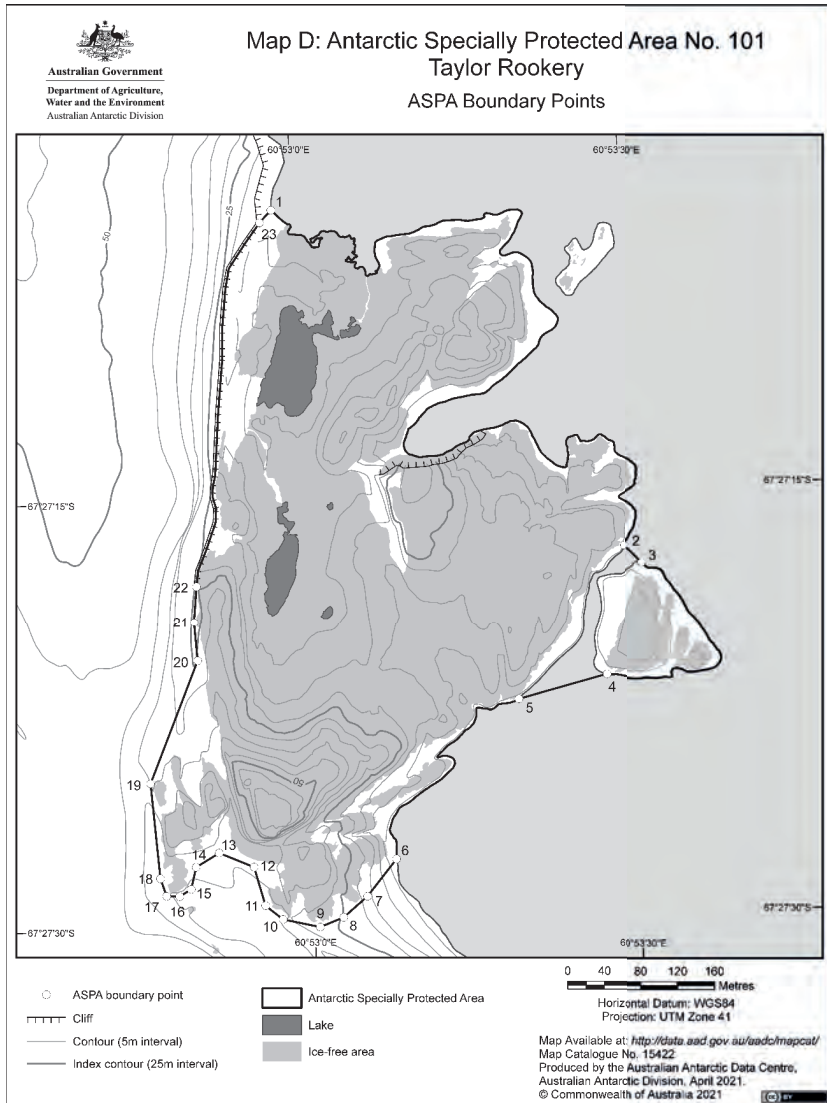 Australian Government
Department of Agriculture,
Water and the Environment
Australian Antarctic Division
Map D: Antarctic Specially Protected Area No. 101
Taylor Rookery
ASPA Boundary Points
60°53'0"E
60°53'30"E
1
23
25
50
67°27'15"S
67°27'15"S
2
3
22
21
20
4
5
19
50
13
14
12
6
18
15
7
17
16
11
10
9
8
67°27'30"S
67°27'30"S
60°53'0"E
60°53'30"E
ASPA boundary point
Cliff
Contour (5m interval)
Index contour (25m interval)
Antarctic Specially Protected Area
Lake
Ice-free area
0 40 80 120 160
Metres
Horizontal Datum: WGS84
Projection: UTM Zone 41
Map Available at: http://data.aad.gov.au/aadc/mapcat/
Map Catalogue No. 15422
Produced by the Australian Antarctic Data Centre,
Australian Antarctic Division, April 2021.
© Commonwealth of Australia 2021
cc BY